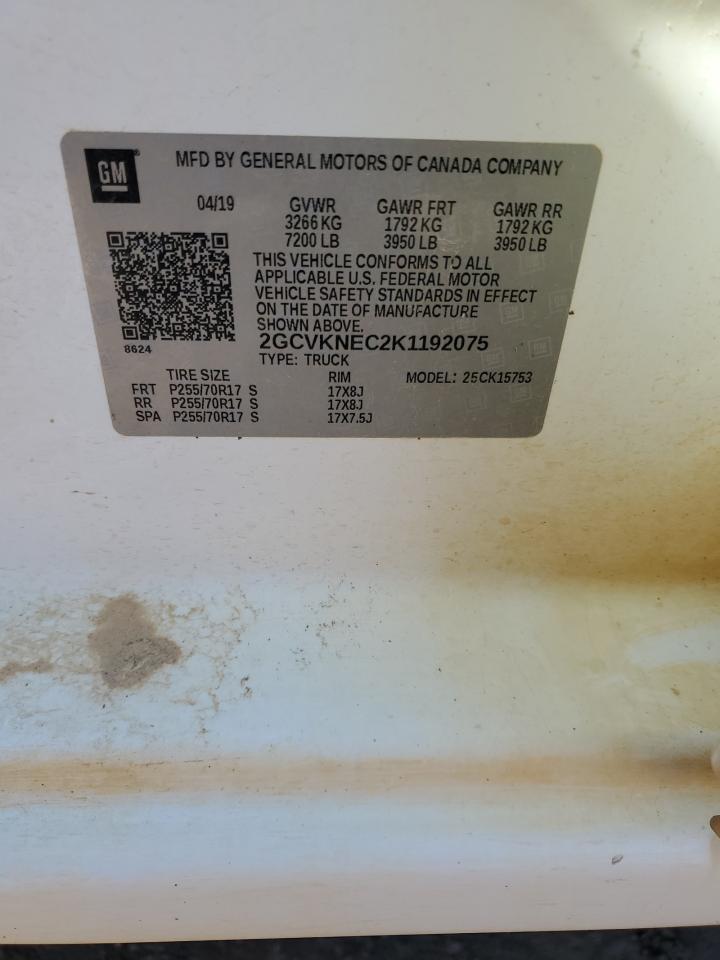 GM
MFD BY GENERAL MOTORS OF CANADA COMPANY
04/19 GVWR GAWR FRT GAWR RR
3266 KG 1792 KG 1792 KG
7200 LB 3950 LB 3950 LB
THIS VEHICLE CONFORMS TO ALL
APPLICABLE U.S. FEDERAL MOTOR
VEHICLE SAFETY STANDARDS IN EFFECT
ON THE DATE OF MANUFACTURE
SHOWN ABOVE.
8624
2GCVKNEC2K1192075
TYPE: TRUCK
TIRE SIZE RIM MODEL: 25CK15753
FRT P255/70R17 S 17X8J
RR P255/70R17 S 17X8J
SPA P255/70R17 S 17X7.5J